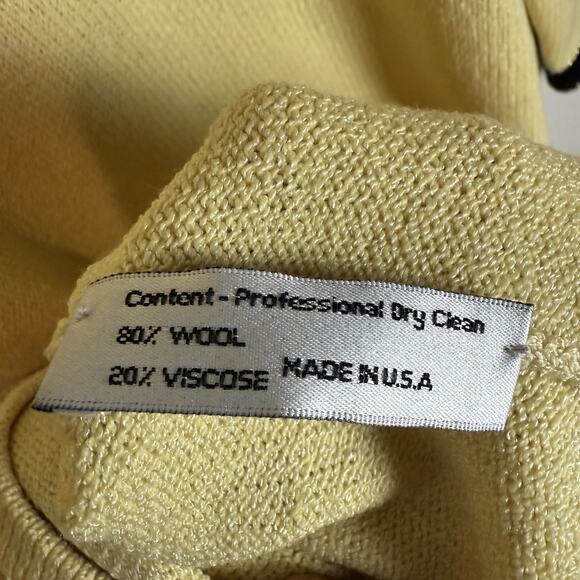 Content - Professional Dry Clean
80% WOOL
20% VISCOSE MADE IN U.S.A